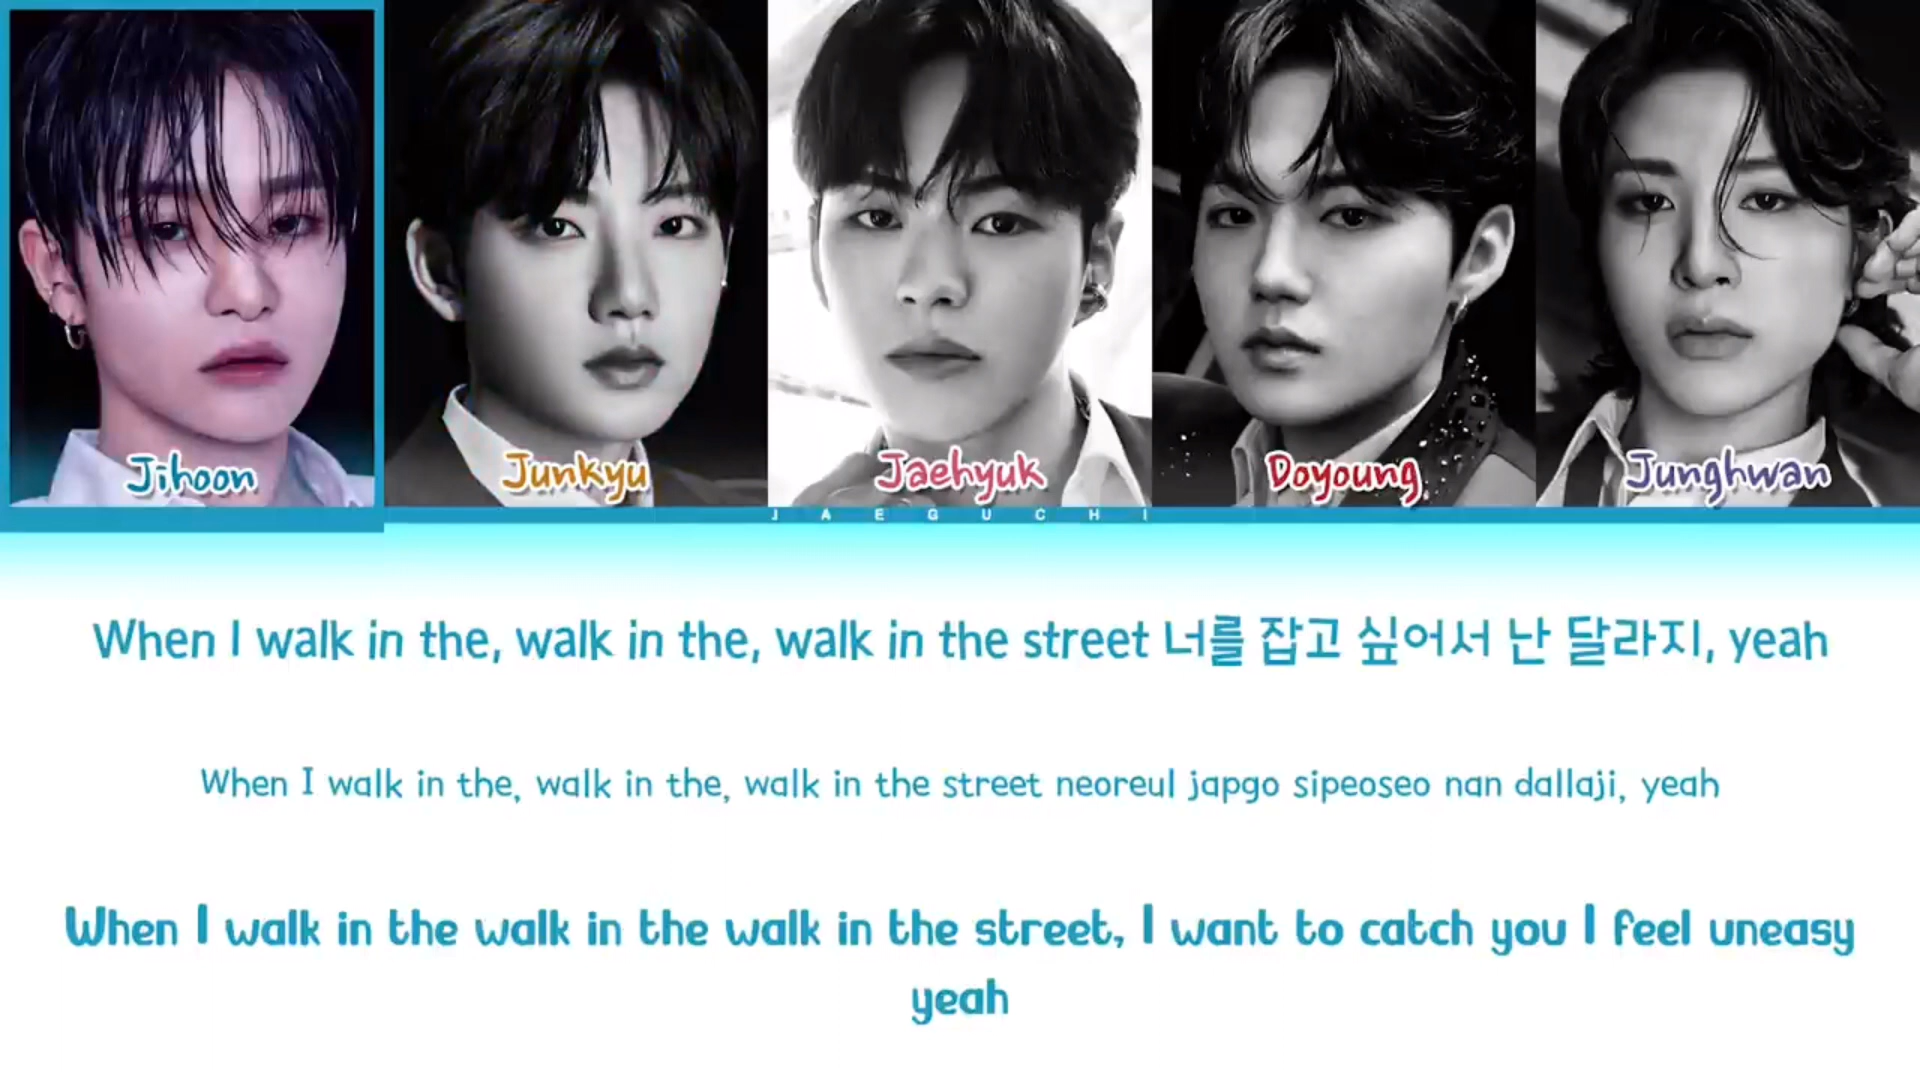 Jihoon
Junkyu
Jaehyuk
Doyoung
Junghwan
JAEGUCHI
When I walk in the, walk in the, walk in the street 너를 잡고 싶어서 난 달라지, yeah
When I walk in the, walk in the, walk in the street neoreul japgo sipeoseo nan dallaji, yeah
When I walk in the walk in the walk in the street, I want to catch you I feel uneasy
yeah